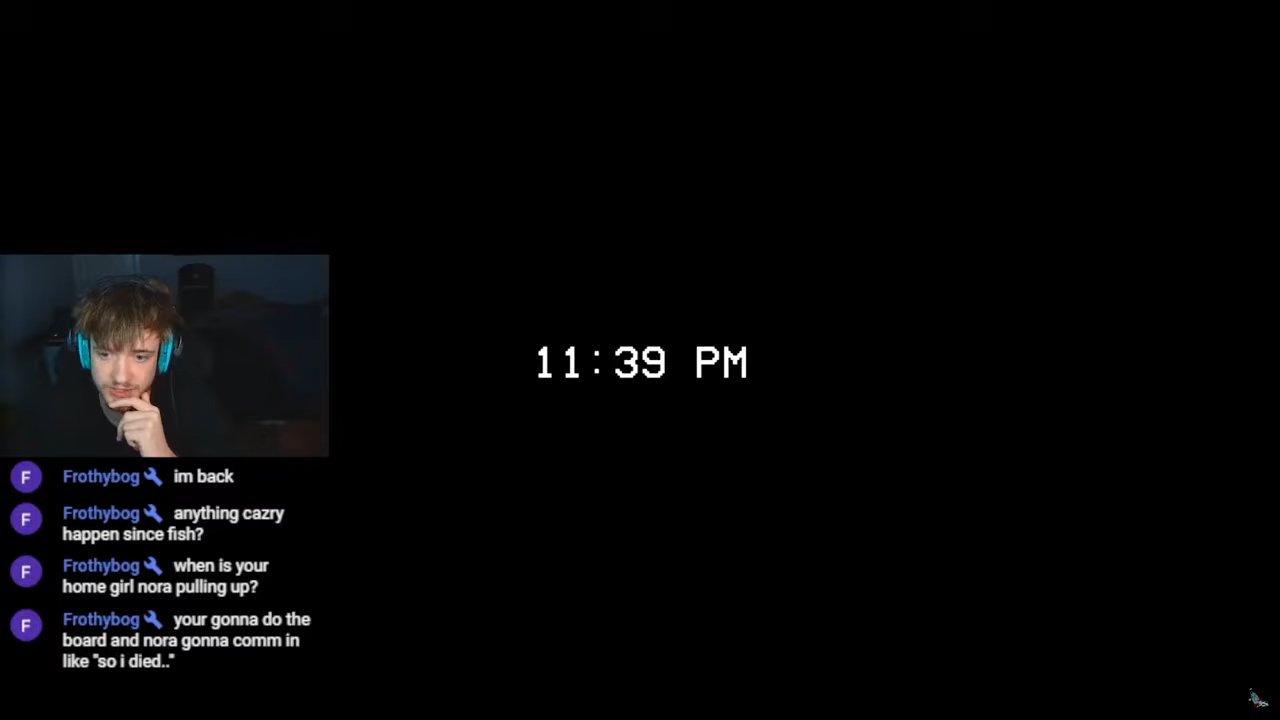 11:39 PM
F Frothybog im back
F Frothybog anything cazry
happen since fish?
F Frothybog when is your
home girl nora pulling up?
F Frothybog your gonna do the
board and nora gonna comm in
like "so i died.."